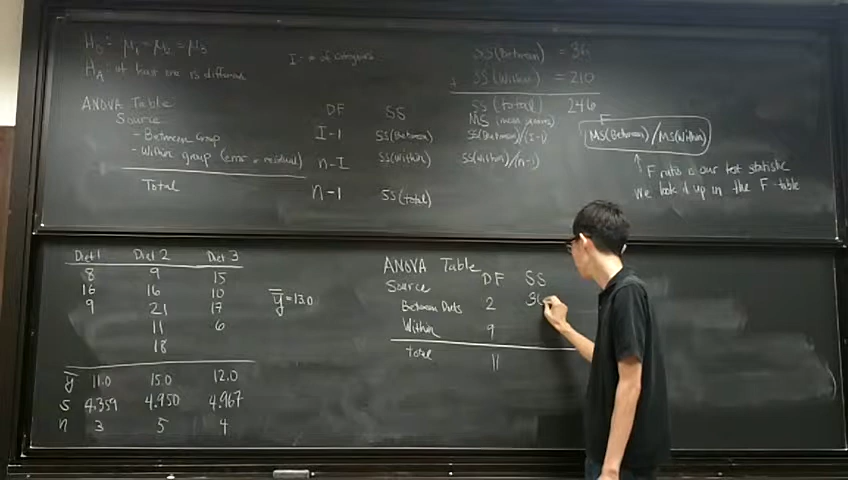 H₀: μ₁ = μ₂ = μ₃
H_A: at least one is different
I = # of categories
SS(Between) = 36
+ SS(Within) = 210
SS(total) 246
ANOVA Table
Source DF SS MS (mean squares) F
- Between group I-1 SS(Between) SS(Between)/(I-1) MS(Between)/MS(Within)
- Within group (error or residual) n-I SS(Within) SS(Within)/(n-I)
Total n-1 SS(total)
↑ F ratio is our test statistic
we look it up in the F-table
Diet 1 Diet 2 Diet 3
8 9 15
16 16 10
9 21 17
11 6
18
ȳ 11.0 15.0 12.0
s 4.359 4.950 4.967
n 3 5 4
ȳ̄ = 13.0
ANOVA Table
Source DF SS
Between Diets 2 36
Within 9
total 11